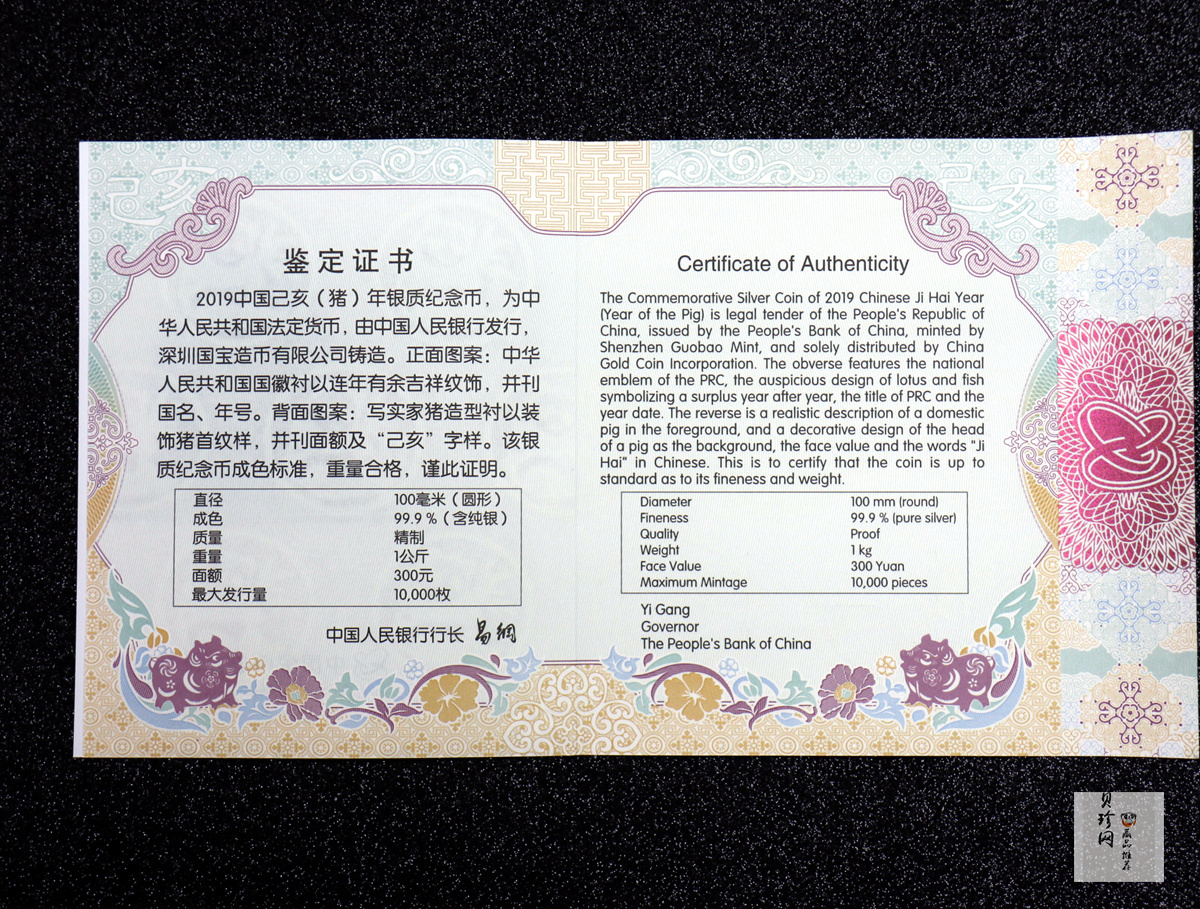 己亥
己亥
鉴定证书
2019中国己亥（猪）年银质纪念币，为中
华人民共和国法定货币，由中国人民银行发行，
深圳国宝造币有限公司铸造。正面图案：中华
人民共和国国徽衬以连年有余吉祥纹饰，并刊
国名、年号。背面图案：写实家猪造型衬以装
饰猪首纹样，并刊面额及“己亥”字样。该银
质纪念币成色标准，重量合格，谨此证明。
直径 100毫米（圆形）
成色 99.9 %（含纯银）
质量 精制
重量 1公斤
面额 300元
最大发行量 10,000枚
中国人民银行行长 易纲
Certificate of Authenticity
The Commemorative Silver Coin of 2019 Chinese Ji Hai Year
(Year of the Pig) is legal tender of the People's Republic of
China, issued by the People's Bank of China, minted by
Shenzhen Guobao Mint, and solely distributed by China
Gold Coin Incorporation. The obverse features the national
emblem of the PRC, the auspicious design of lotus and fish
symbolizing a surplus year after year, the title of PRC and the
year date. The reverse is a realistic description of a domestic
pig in the foreground, and a decorative design of the head
of a pig as the background, the face value and the words "Ji
Hai" in Chinese. This is to certify that the coin is up to
standard as to its fineness and weight.
Diameter 100 mm (round)
Fineness 99.9 % (pure silver)
Quality Proof
Weight 1 kg
Face Value 300 Yuan
Maximum Mintage 10,000 pieces
Yi Gang
Governor
The People's Bank of China
贝珍网
藏品推荐